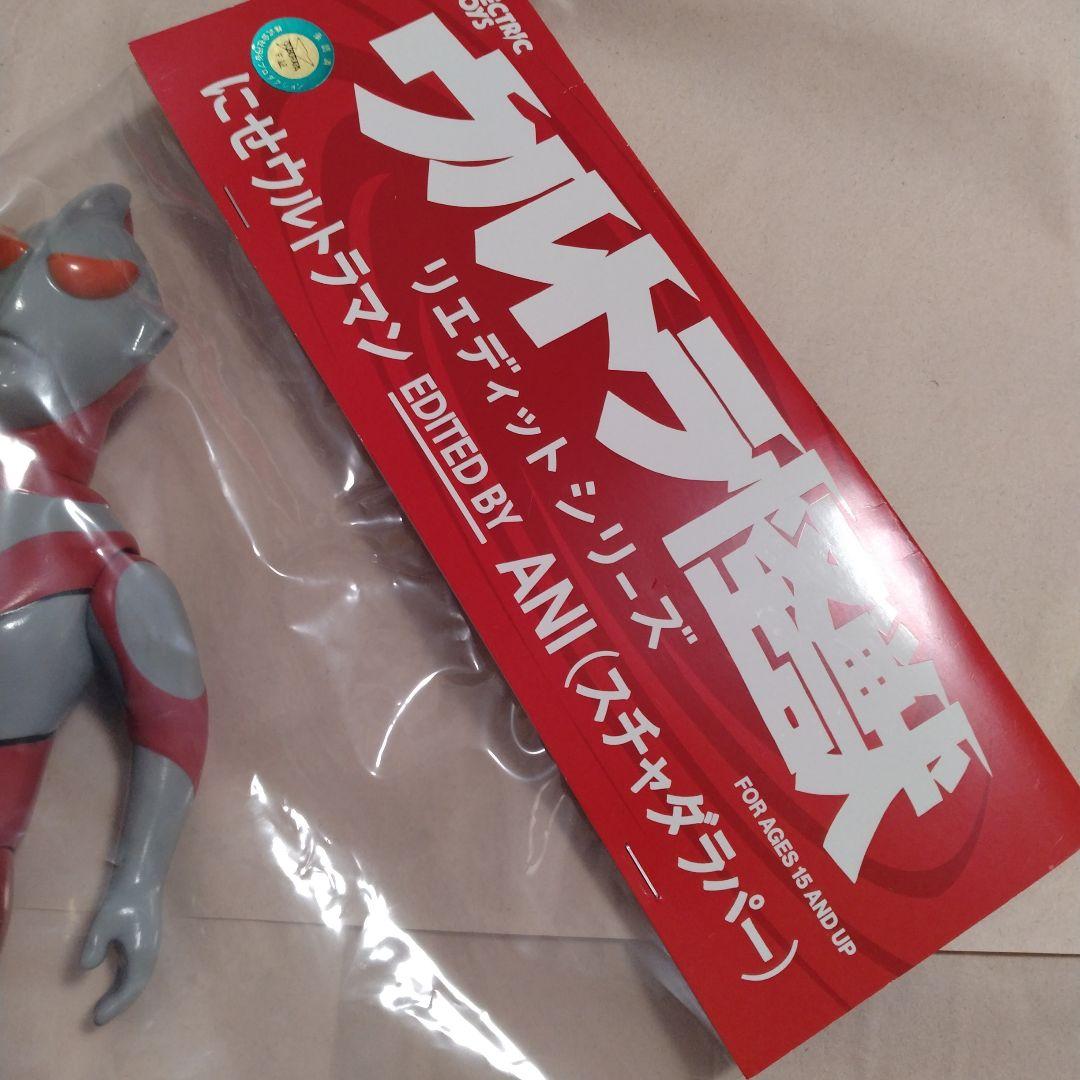 ECTRIC
OYS
ウルトラ怪獣
リエディットシリーズ
にせウルトラマン EDITED BY ANI（スチャダラパー）
FOR AGES 15 AND UP